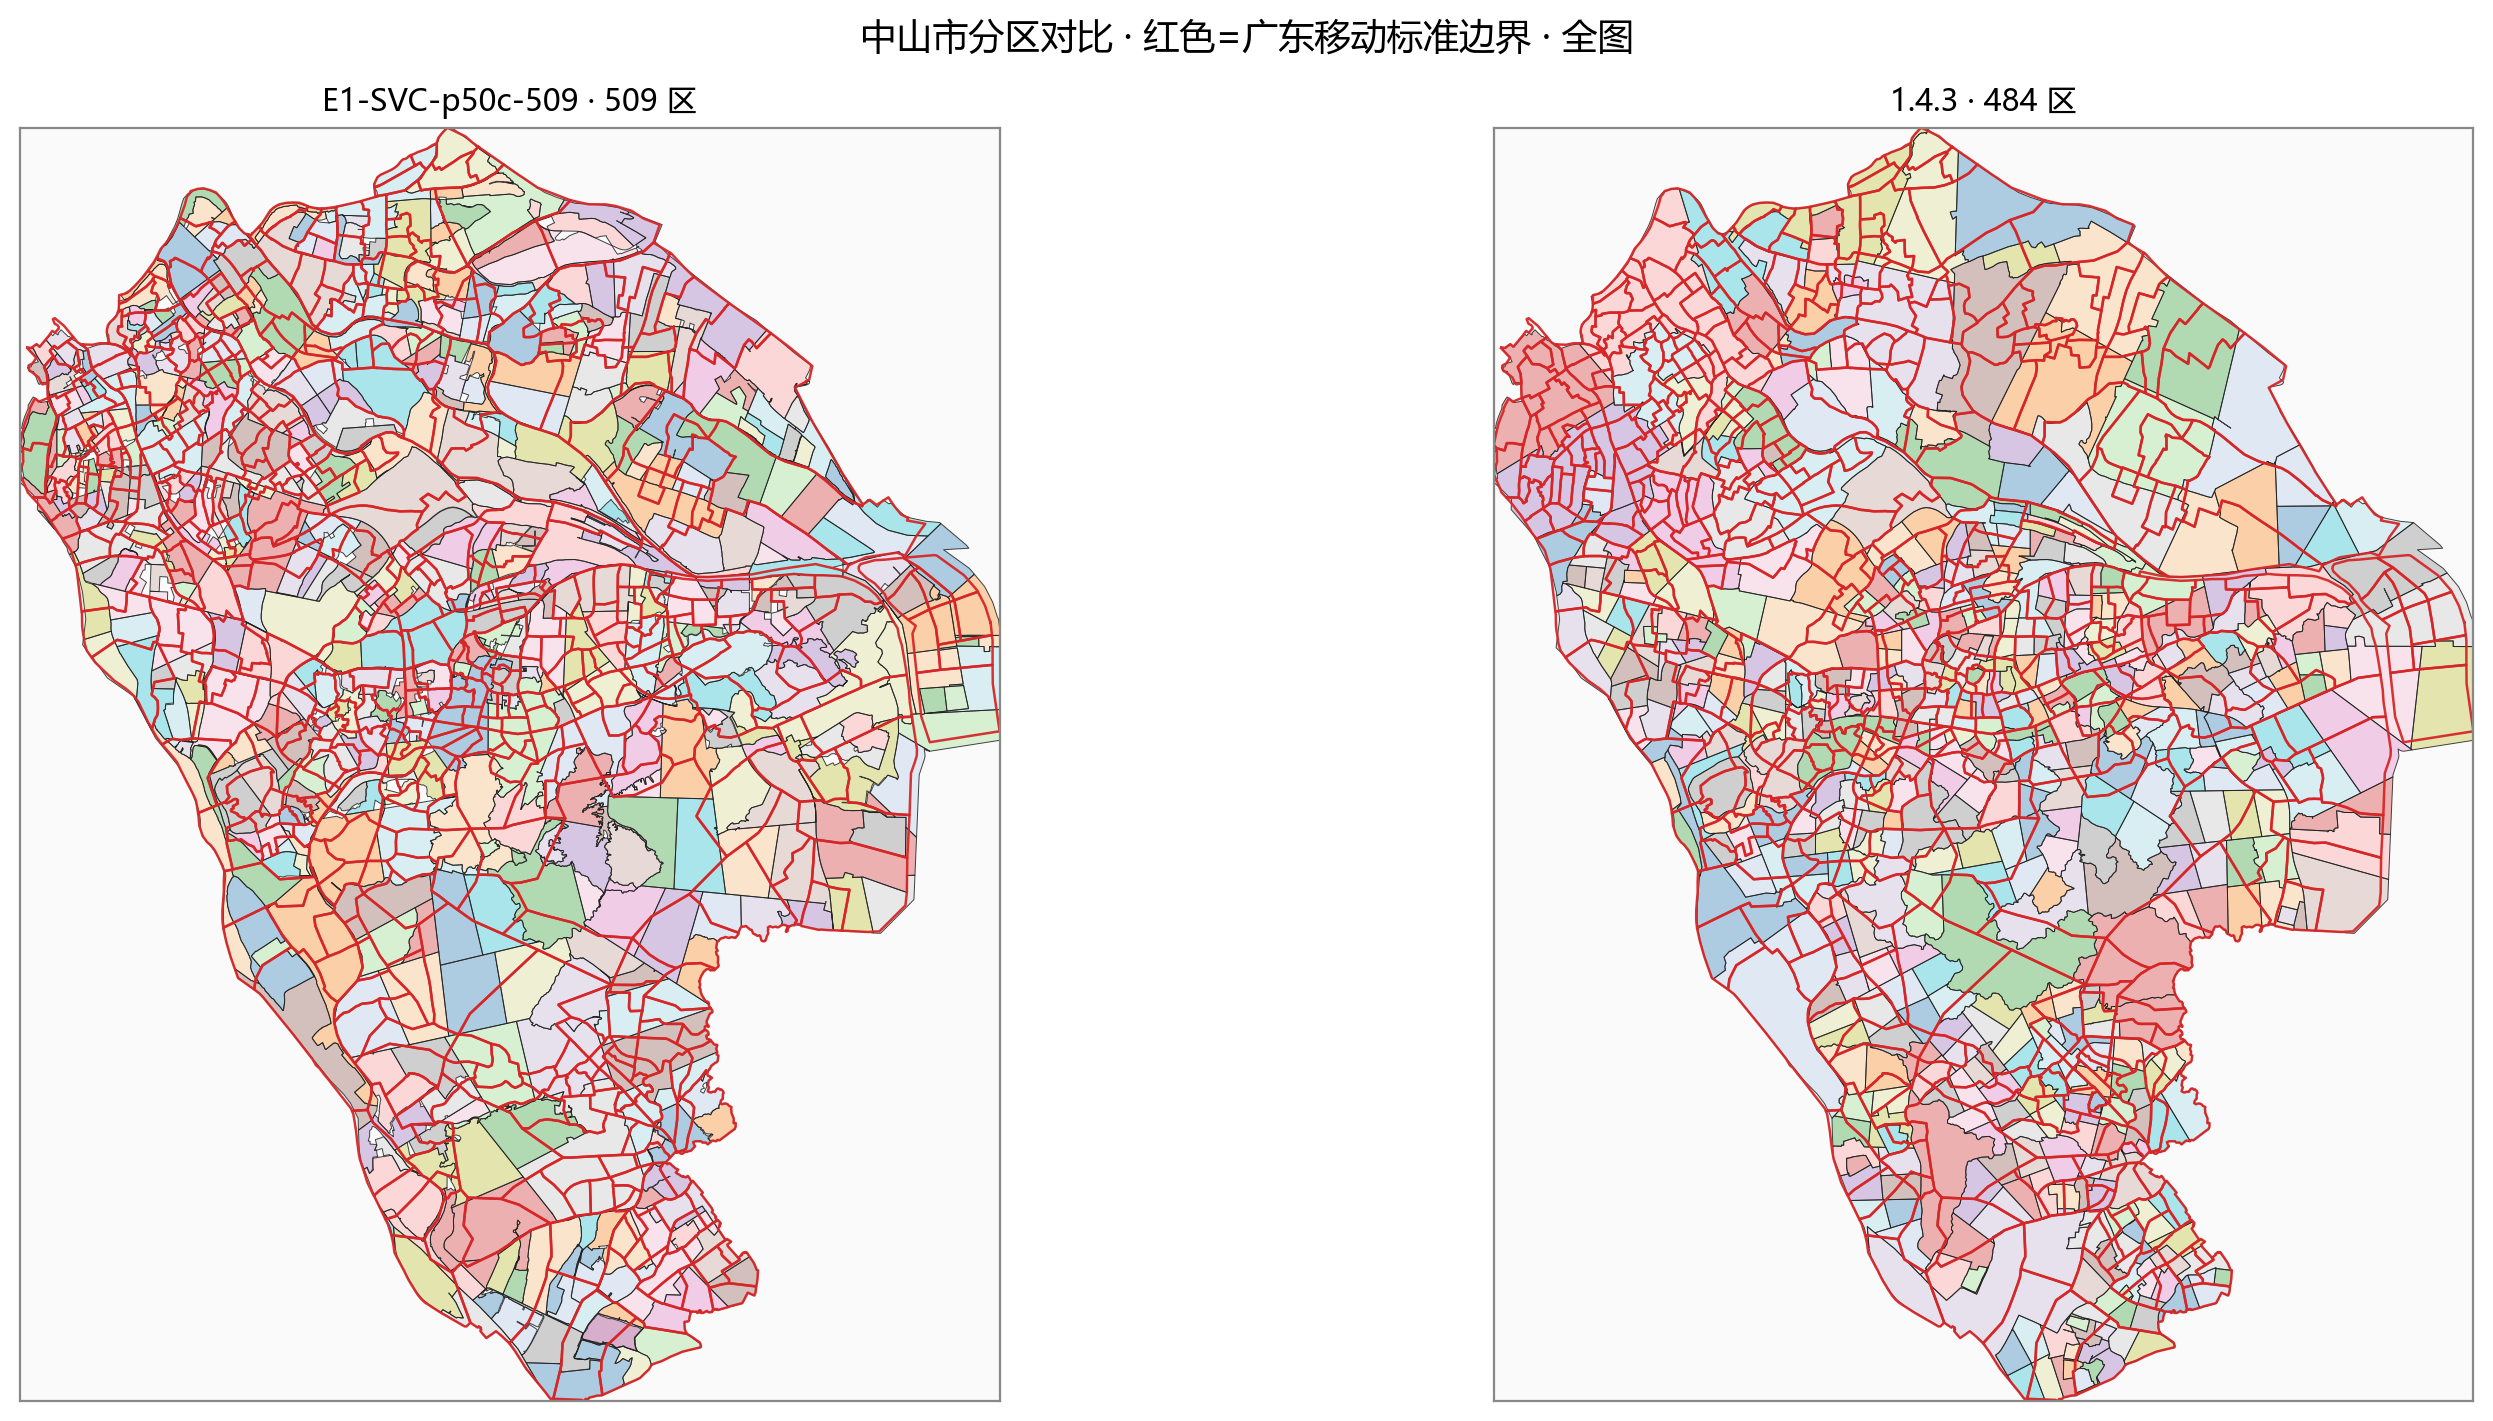 中山市分区对比 · 红色=广东移动标准边界 · 全图
E1-SVC-p50c-509 · 509 区
1.4.3 · 484 区